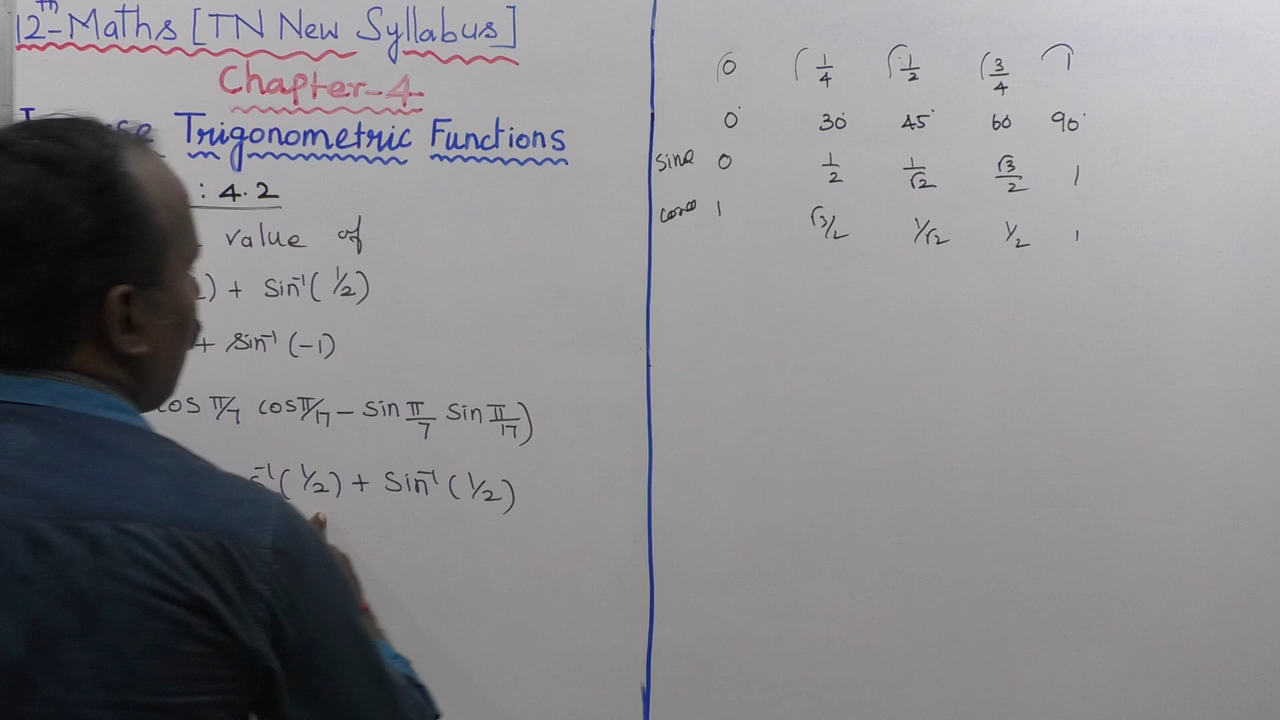 12th-Maths [TN New Syllabus]
Chapter-4
Trigonometric Functions
: 4.2
value of
) + Sin⁻¹(1/2)
+ Sin⁻¹(-1)
cos π/7 cos π/17 - sin π/7 sin π/17)
⁻¹(1/2) + Sin⁻¹(1/2)
√0 √1/4 √1/2 √3/4 √1
0° 30° 45° 60 90°
sinθ 0 1/2 1/√2 √3/2 1
cosθ 1 √3/2 1/√2 1/2 1